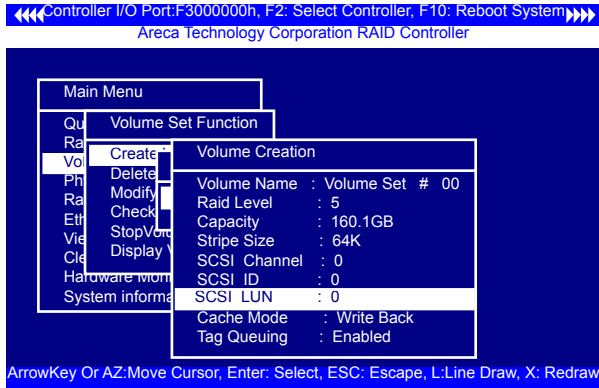 Controller I/O Port:F3000000h, F2: Select Controller, F10: Reboot System
Areca Technology Corporation RAID Controller
Main Menu
Volume Set Function
Volume Creation
Create
Delete
Modify
Check
Display
Hardware
System
Volume Name : Volume Set # 00
Raid Level : 5
Capacity : 160.1GB
Stripe Size : 64K
SCSI Channel : 0
SCSI ID : 0
SCSI LUN : 0
Cache Mode : Write Back
Tag Queuing : Enabled
ArrowKey Or AZ:Move Cursor, Enter: Select, ESC: Escape, L:Line Draw, X: Redraw